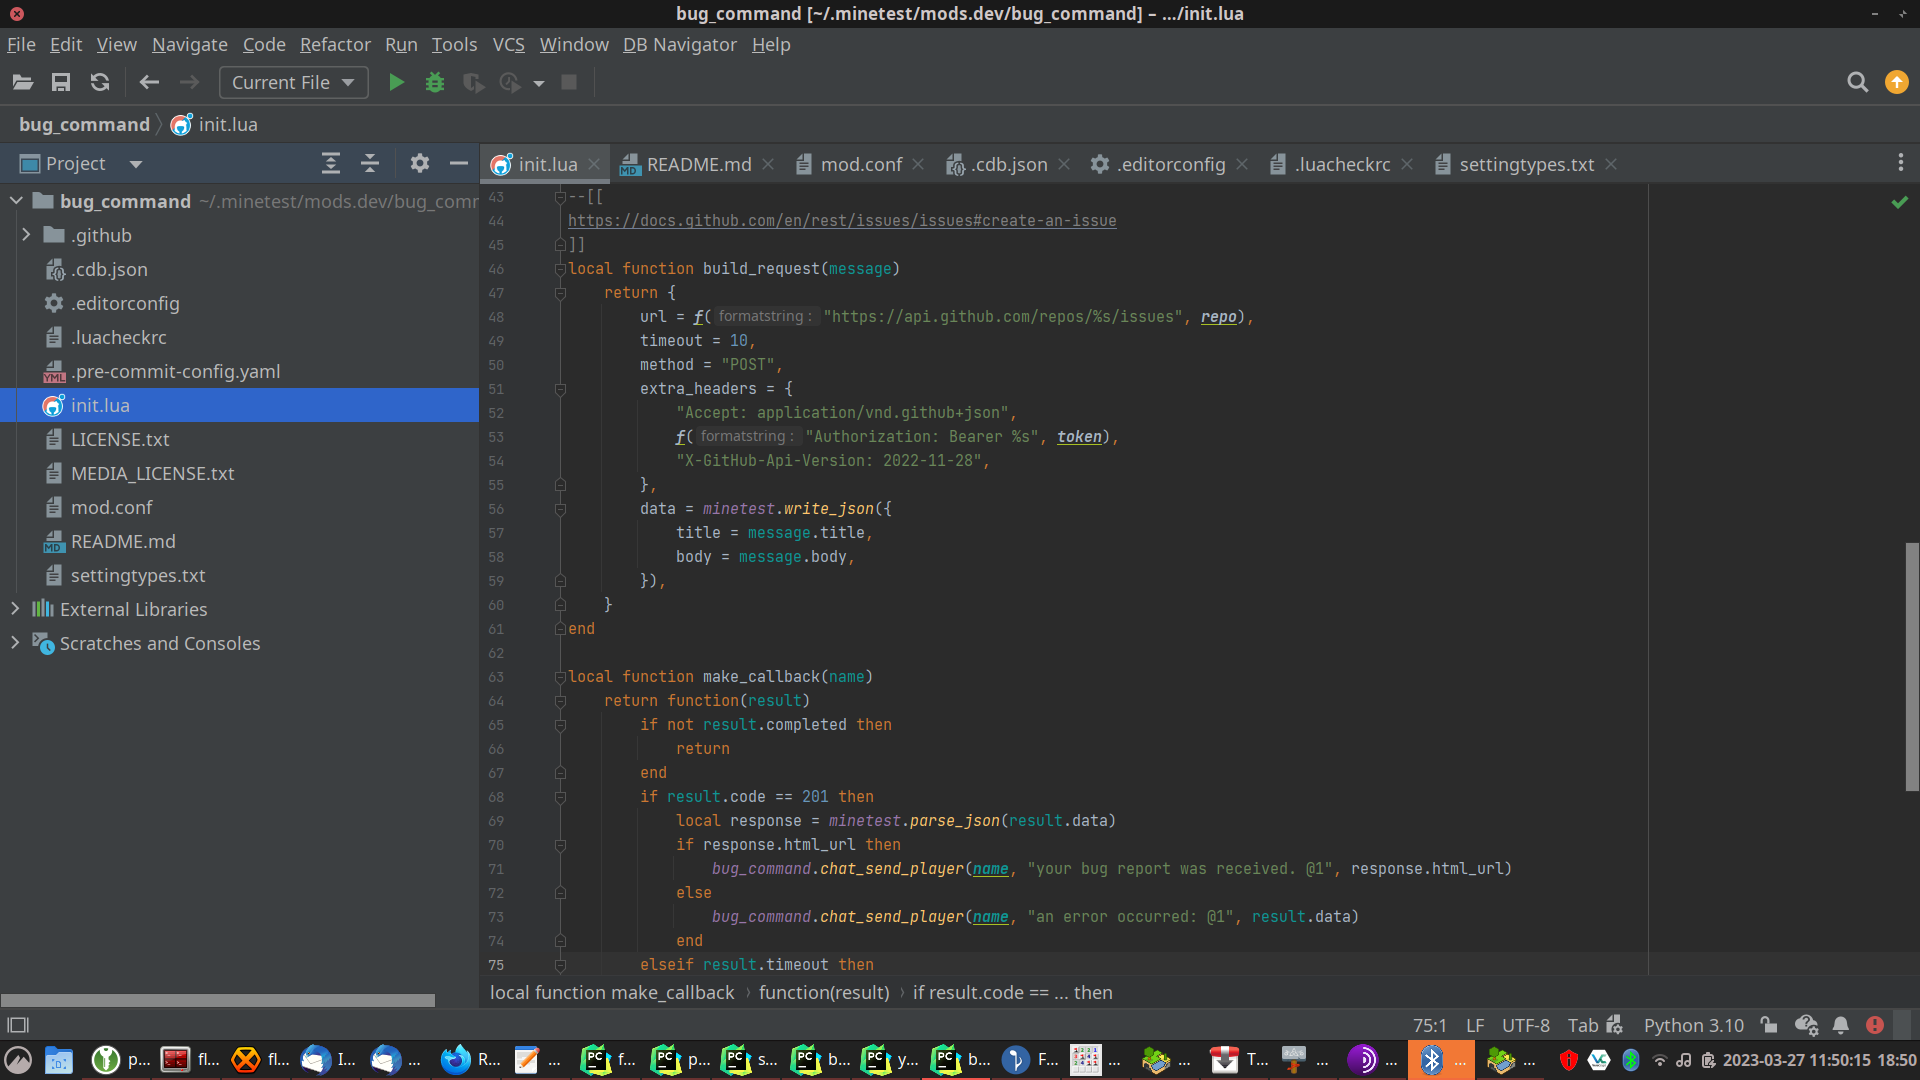 bug_command [~/.minetest/mods.dev/bug_command] – .../init.lua
File Edit View Navigate Code Refactor Run Tools VCS Window DB Navigator Help
Current File
bug_command init.lua
Project
init.lua README.md mod.conf .cdb.json .editorconfig .luacheckrc settingtypes.txt
bug_command ~/.minetest/mods.dev/bug_comm
.github
.cdb.json
.editorconfig
.luacheckrc
.pre-commit-config.yaml
init.lua
LICENSE.txt
MEDIA_LICENSE.txt
mod.conf
README.md
settingtypes.txt
External Libraries
Scratches and Consoles
43 --[[
44 https://docs.github.com/en/rest/issues/issues#create-an-issue
45 ]]
46 local function build_request(message)
47     return {
48         url = f( formatstring: "https://api.github.com/repos/%s/issues", repo),
49         timeout = 10,
50         method = "POST",
51         extra_headers = {
52             "Accept: application/vnd.github+json",
53             f( formatstring: "Authorization: Bearer %s", token),
54             "X-GitHub-Api-Version: 2022-11-28",
55         },
56         data = minetest.write_json({
57             title = message.title,
58             body = message.body,
59         }),
60     }
61 end
62
63 local function make_callback(name)
64     return function(result)
65         if not result.completed then
66             return
67         end
68         if result.code == 201 then
69             local response = minetest.parse_json(result.data)
70             if response.html_url then
71                 bug_command.chat_send_player(name, "your bug report was received. @1", response.html_url)
72             else
73                 bug_command.chat_send_player(name, "an error occurred: @1", result.data)
74             end
75         elseif result.timeout then
local function make_callback › function(result) › if result.code == ... then
75:1 LF UTF-8 Tab Python 3.10
p... fl... fl... I... ... R... ... f... p... s... b... y... b... F... ... ... T... ... ... ... ... 2023-03-27 11:50:15 18:50